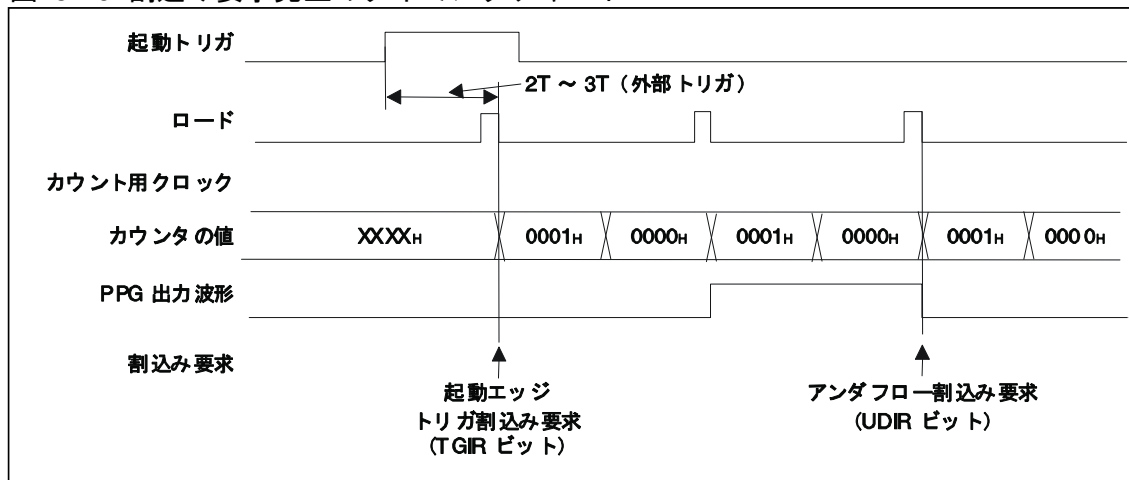 起動トリガ
2T ～ 3T（外部トリガ）
ロード
カウント用クロック
カウンタの値 XXXXH 0001H 0000H 0001H 0000H 0001H 0000H
PPG 出力波形
割込み要求
起動エッジ
トリガ割込み要求
(TGIR ビット)
アンダフロー割込み要求
(UDIR ビット)